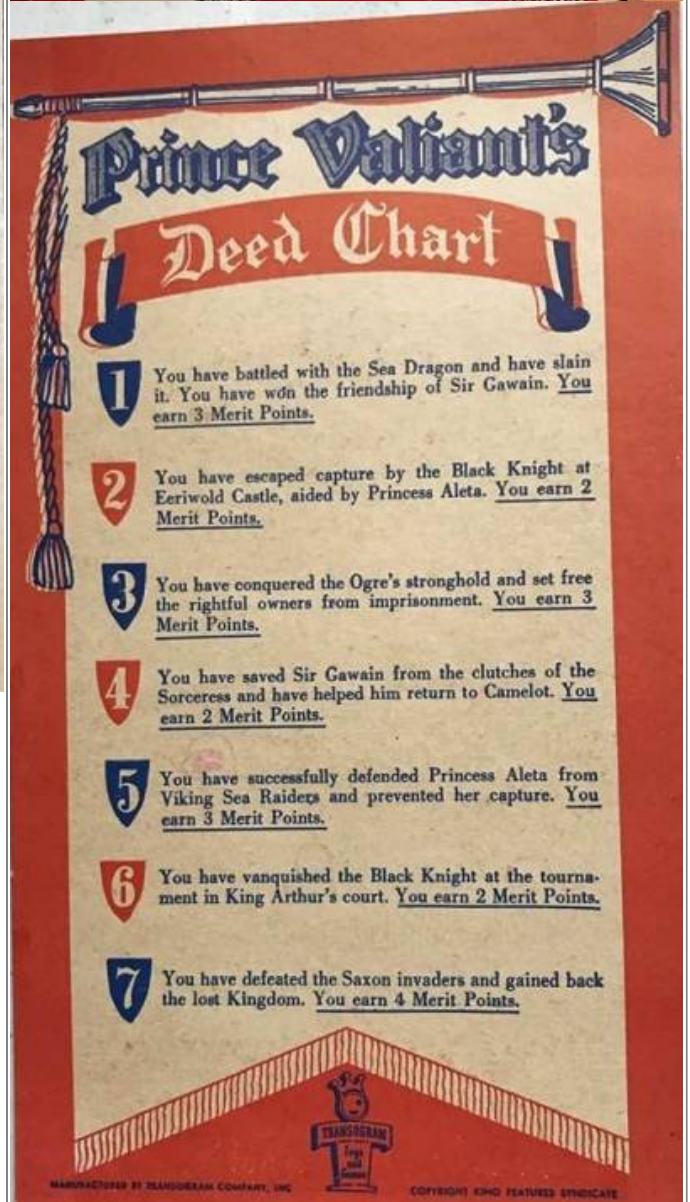 Prince Valiant's
Deed Chart
1
You have battled with the Sea Dragon and have slain
it. You have won the friendship of Sir Gawain. You
earn 3 Merit Points.
2
You have escaped capture by the Black Knight at
Eeriwold Castle, aided by Princess Aleta. You earn 2
Merit Points.
3
You have conquered the Ogre's stronghold and set free
the rightful owners from imprisonment. You earn 3
Merit Points.
4
You have saved Sir Gawain from the clutches of the
Sorceress and have helped him return to Camelot. You
earn 2 Merit Points.
5
You have successfully defended Princess Aleta from
Viking Sea Raiders and prevented her capture. You
earn 3 Merit Points.
6
You have vanquished the Black Knight at the tourna-
ment in King Arthur's court. You earn 2 Merit Points.
7
You have defeated the Saxon invaders and gained back
the lost Kingdom. You earn 4 Merit Points.
TRANSOGRAM
Toys
and
Games
MANUFACTURED BY TRANSOGRAM COMPANY, INC
COPYRIGHT KING FEATURES SYNDICATE